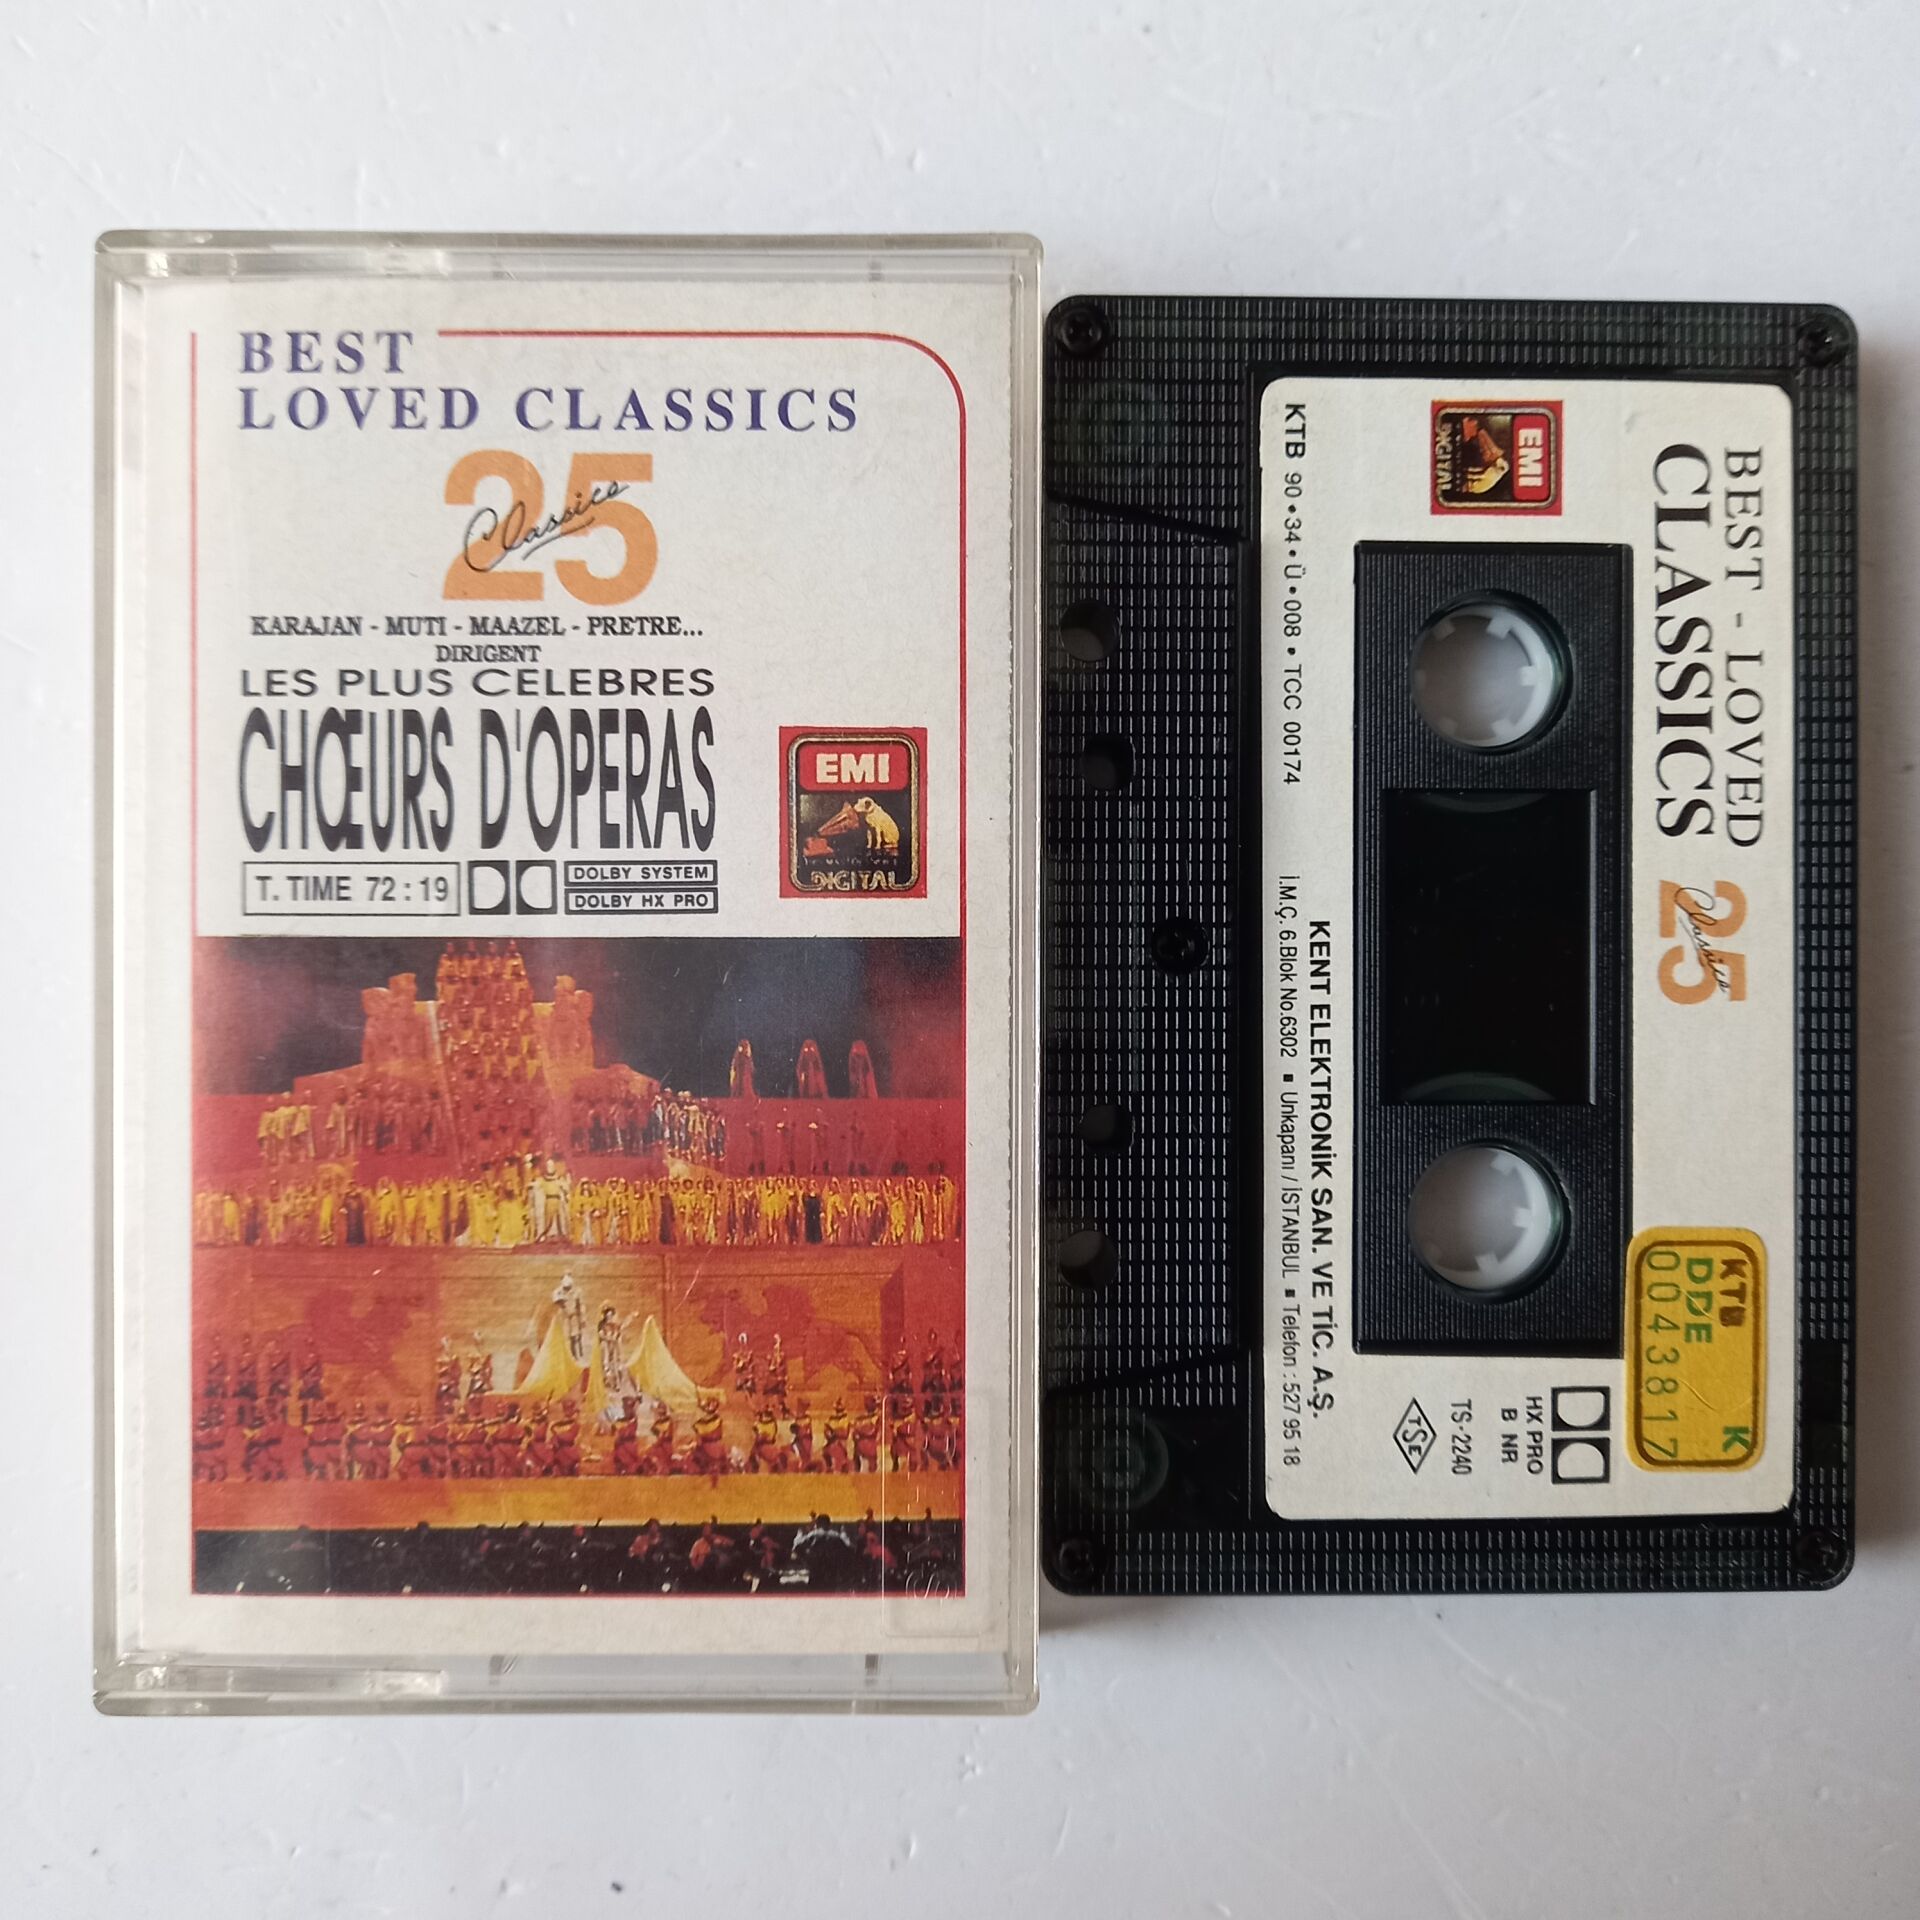 BEST
LOVED CLASSICS
25
Classics
KARAJAN - MUTI - MAAZEL - PRETRE...
DIRIGENT
LES PLUS CELEBRES
CHŒURS D'OPERAS
T. TIME 72 : 19
DOLBY SYSTEM
DOLBY HX PRO
EMI
DIGITAL
BEST - LOVED
CLASSICS
25
Classics
EMI
DIGITAL
KTB
DDE
K
0043817
HX PRO
B NR
TS-2240
TSE
KENT ELEKTRONİK SAN. VE TİC. A.Ş.
İ.M.Ç. 6.Blok No.6302 ▪ Unkapanı / İSTANBUL ▪ Telefon : 527 95 18
KTB 90 • 34 • Ü • 008 • TCC 00174